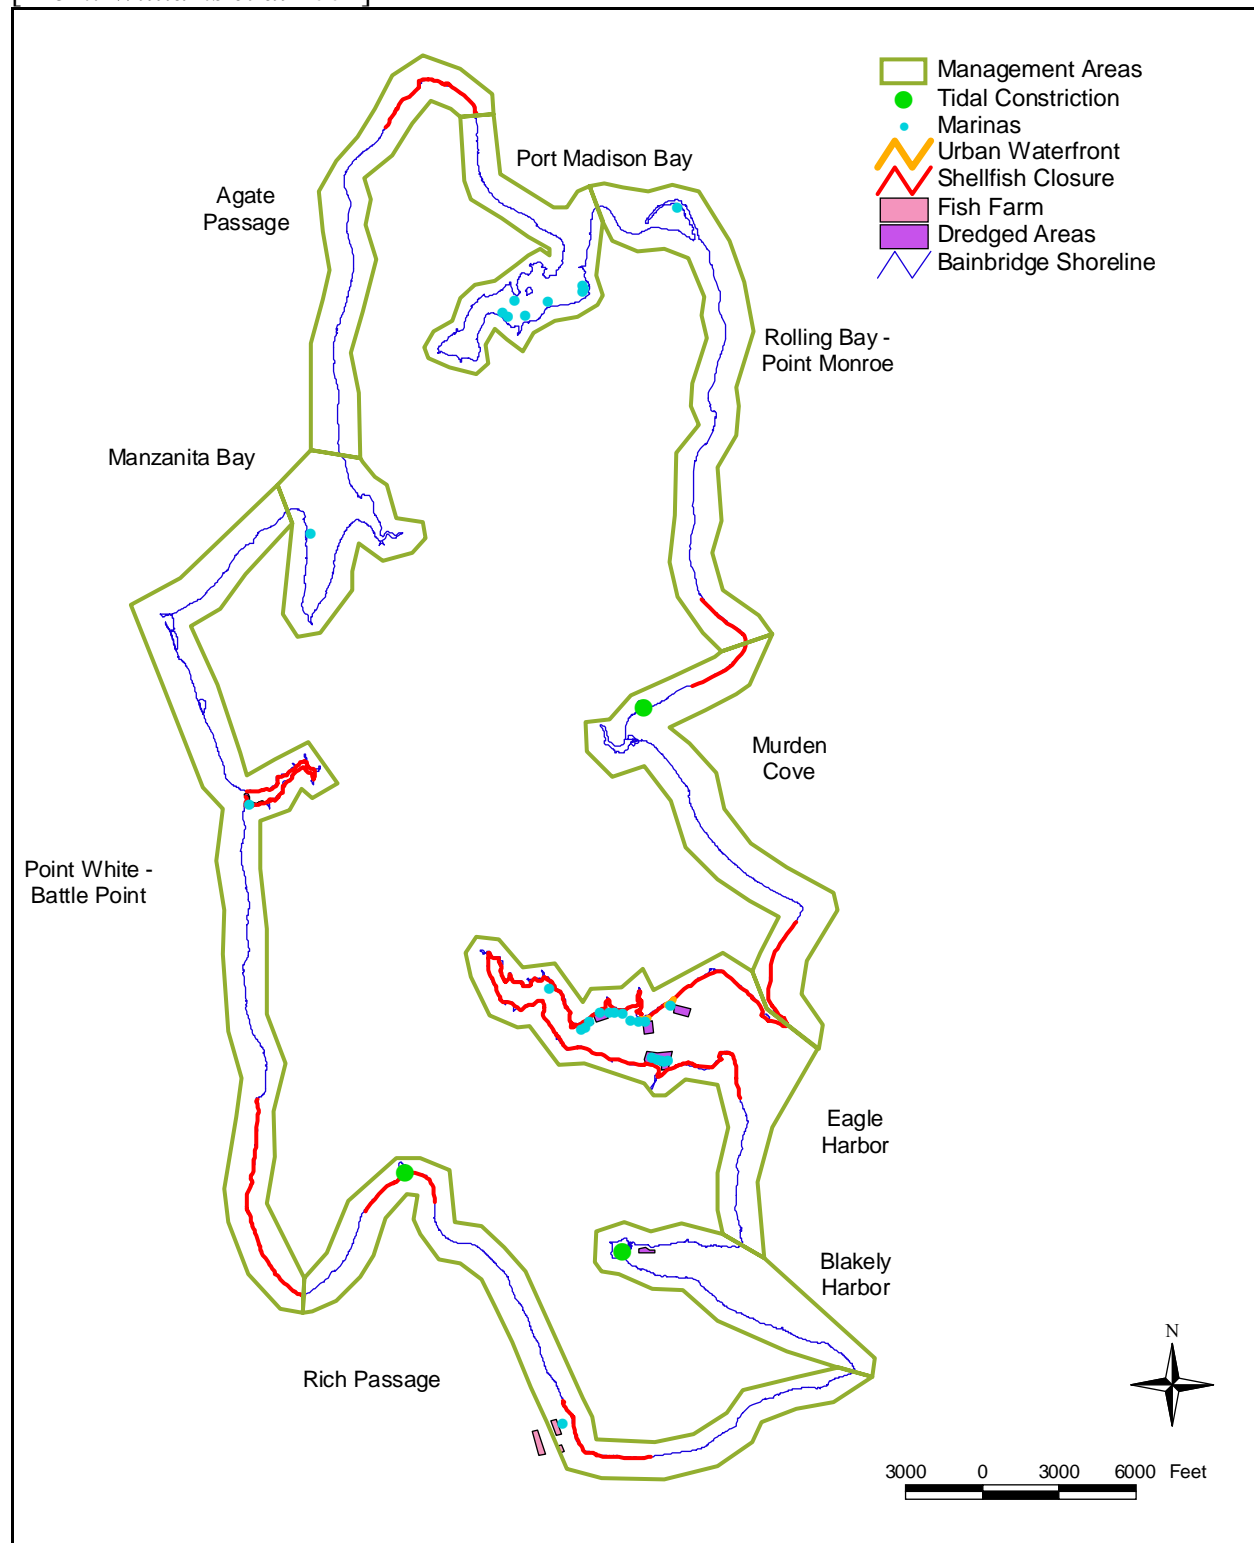 Management Areas
Tidal Constriction
Marinas
Urban Waterfront
Shellfish Closure
Fish Farm
Dredged Areas
Bainbridge Shoreline
Port Madison Bay
Agate
Passage
Rolling Bay -
Point Monroe
Manzanita Bay
Murden
Cove
Point White -
Battle Point
Eagle
Harbor
Blakely
Harbor
Rich Passage
N
3000 0 3000 6000 Feet